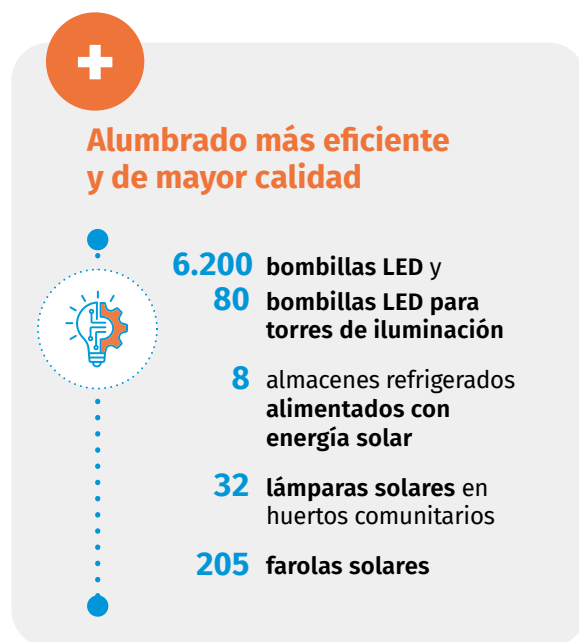 Alumbrado más eficiente
y de mayor calidad
6.200 bombillas LED y
80 bombillas LED para
torres de iluminación
8 almacenes refrigerados
alimentados con
energía solar
32 lámparas solares en
huertos comunitarios
205 farolas solares